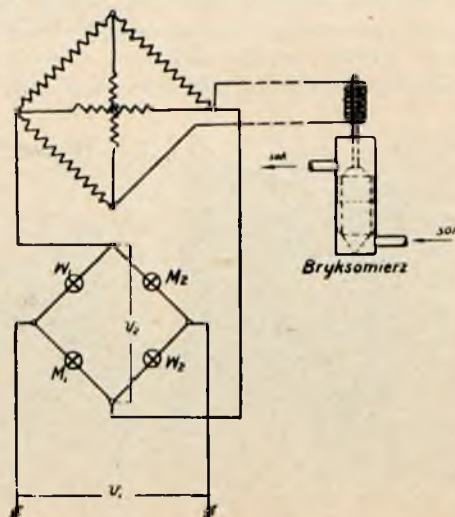 sok
sok
Bryksomierz
W₁
M₂
U₂
M₁
W₂
U₁